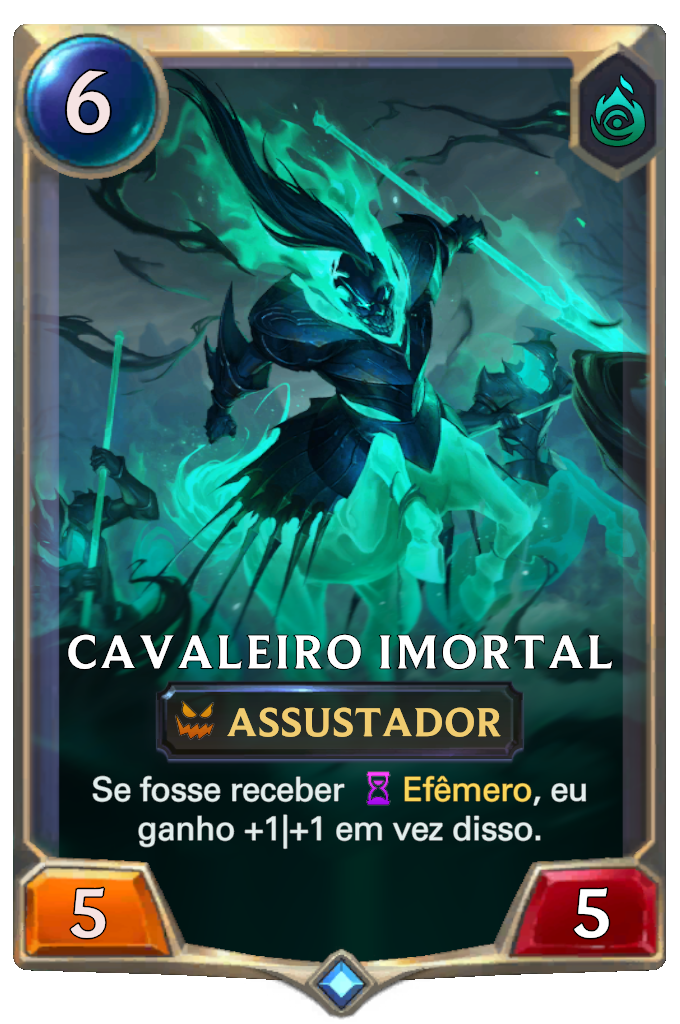 6
CAVALEIRO IMORTAL
ASSUSTADOR
Se fosse receber Efêmero, eu
ganho +1|+1 em vez disso.
5
5